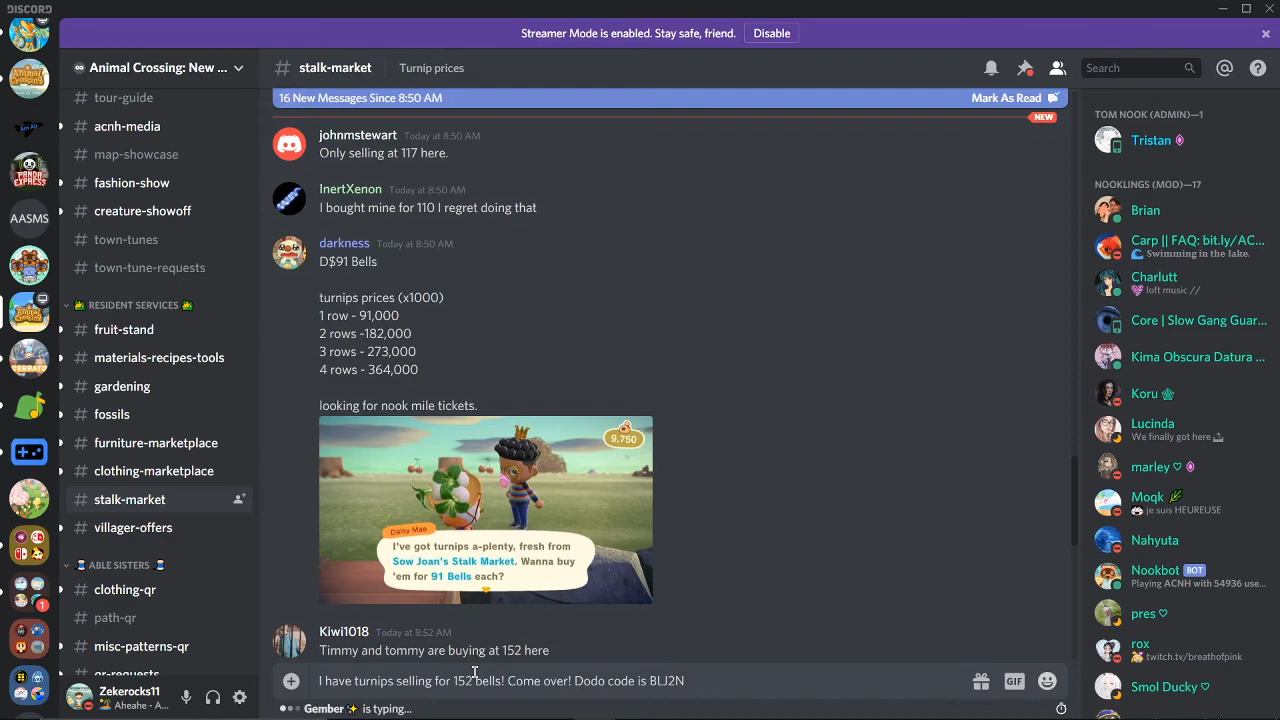 DISCORD
Streamer Mode is enabled. Stay safe, friend. Disable
Animal Crossing: New ...
# stalk-market Turnip prices
Search
# tour-guide
# acnh-media
# map-showcase
# fashion-show
# creature-showoff
# town-tunes
# town-tune-requests
RESIDENT SERVICES
# fruit-stand
# materials-recipes-tools
# gardening
# fossils
# furniture-marketplace
# clothing-marketplace
# stalk-market
# villager-offers
ABLE SISTERS
# clothing-qr
# path-qr
# misc-patterns-qr
PANDA EXPRESS
AASMS
CERRATO
1
Zekerocks11
Aheahe - A...
16 New Messages Since 8:50 AM Mark As Read
NEW
johnmstewart Today at 8:50 AM
Only selling at 117 here.
InertXenon Today at 8:50 AM
I bought mine for 110 I regret doing that
darkness Today at 8:50 AM
D$91 Bells
turnips prices (x1000)
1 row - 91,000
2 rows -182,000
3 rows - 273,000
4 rows - 364,000
looking for nook mile tickets.
9,750
Daisy Mae
I've got turnips a-plenty, fresh from
Sow Joan's Stalk Market. Wanna buy
'em for 91 Bells each?
Kiwi1018 Today at 8:52 AM
Timmy and tommy are buying at 152 here
I have turnips selling for 152 bells! Come over! Dodo code is BLJ2N
GIF
Gember is typing...
TOM NOOK (ADMIN)—1
Tristan
NOOKLINGS (MOD)—17
Brian
Carp || FAQ: bit.ly/AC...
Swimming in the lake.
Charlutt
loft music //
Core | Slow Gang Guar...
Kima Obscura Datura ...
Koru
Lucinda
We finally got here
marley
Moqk
je suis HEUREUSE
Nahyuta
Nookbot BOT
Playing ACNH with 54936 use...
pres
rox
twitch.tv/breathofpink
Smol Ducky